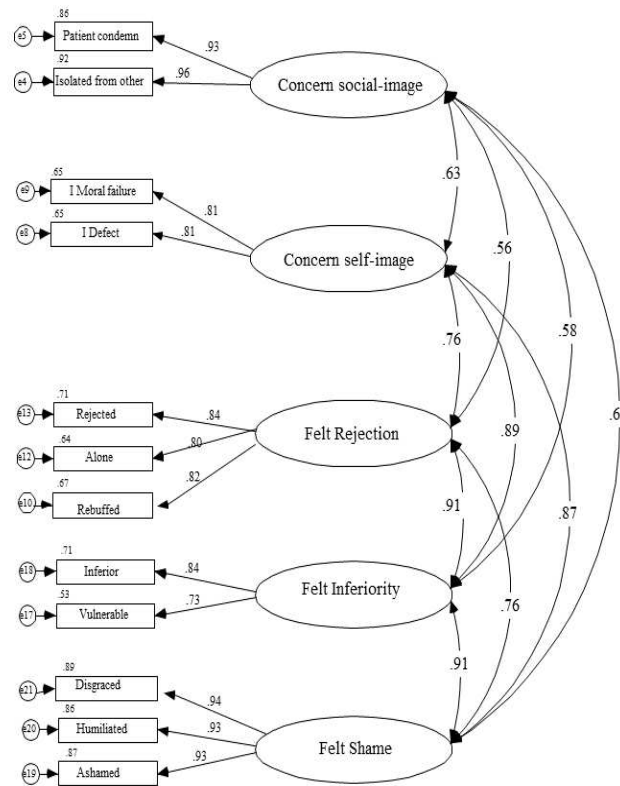 .86
e5
Patient condemn
.93
.92
e4
Isolated from other
.96
Concern social-image
.65
e9
I Moral failure
.81
.63
.65
e8
I Defect
.81
Concern self-image
.56
.58
.76
.6
.71
e13
Rejected
.84
.64
e12
Alone
.80
Felt Rejection
.89
.67
e10
Rebuffed
.82
.91
.87
.71
e18
Inferior
.84
.53
e17
Vulnerable
.73
Felt Inferiority
.76
.91
.89
e21
Disgraced
.94
.86
e20
Humiliated
.93
Felt Shame
.87
e19
Ashamed
.93